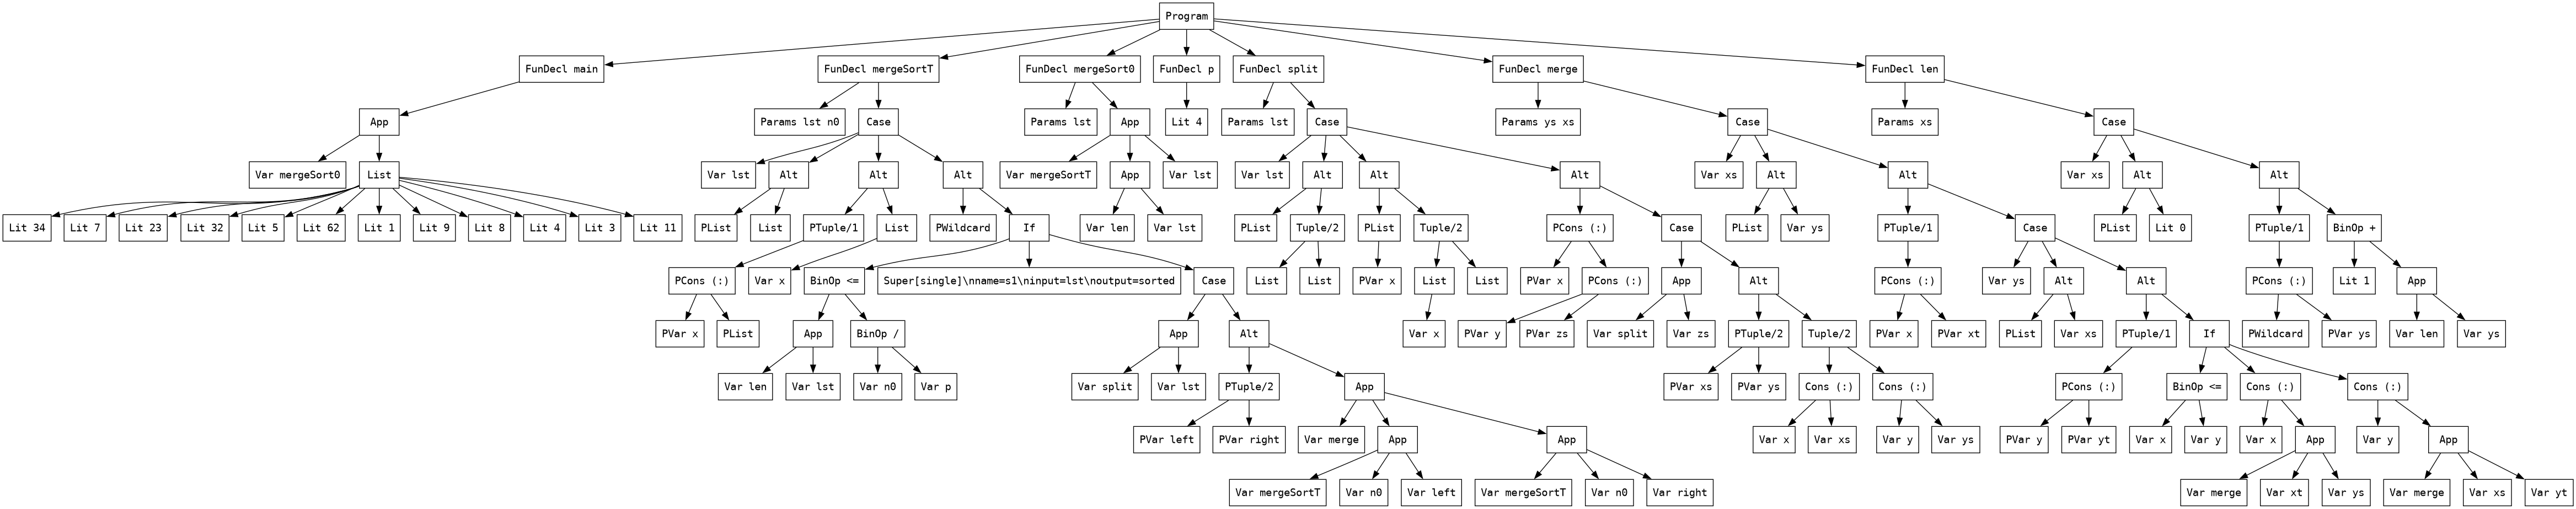 Program
FunDecl main
FunDecl mergeSortT
FunDecl mergeSort0
FunDecl p
FunDecl split
FunDecl merge
FunDecl len
App
Params lst n0
Case
Params lst
App
Lit 4
Params lst
Case
Params ys xs
Case
Params xs
Case
Var mergeSort0
List
Var lst
Alt
Alt
Alt
Var mergeSortT
App
Var lst
Var lst
Alt
Alt
Alt
Var xs
Alt
Alt
Var xs
Alt
Alt
Lit 34
Lit 7
Lit 23
Lit 32
Lit 5
Lit 62
Lit 1
Lit 9
Lit 8
Lit 4
Lit 3
Lit 11
PList
List
PTuple/1
List
PWildcard
If
Var len
Var lst
PList
Tuple/2
PList
Tuple/2
PCons (:)
Case
PList
Var ys
PTuple/1
Case
PList
Lit 0
PTuple/1
BinOp +
PCons (:)
Var x
BinOp <=
Super[single]\nname=s1\ninput=lst\noutput=sorted
Case
List
List
PVar x
List
List
PVar x
PCons (:)
App
Alt
PCons (:)
Var ys
Alt
Alt
PCons (:)
Lit 1
App
PVar x
PList
App
BinOp /
App
Alt
Var x
PVar y
PVar zs
Var split
Var zs
PTuple/2
Tuple/2
PVar x
PVar xt
PList
Var xs
PTuple/1
If
PWildcard
PVar ys
Var len
Var ys
Var len
Var lst
Var n0
Var p
Var split
Var lst
PTuple/2
App
PVar xs
PVar ys
Cons (:)
Cons (:)
PCons (:)
BinOp <=
Cons (:)
Cons (:)
PVar left
PVar right
Var merge
App
App
Var x
Var xs
Var y
Var ys
PVar y
PVar yt
Var x
Var y
Var x
App
Var y
App
Var mergeSortT
Var n0
Var left
Var mergeSortT
Var n0
Var right
Var merge
Var xt
Var ys
Var merge
Var xs
Var yt